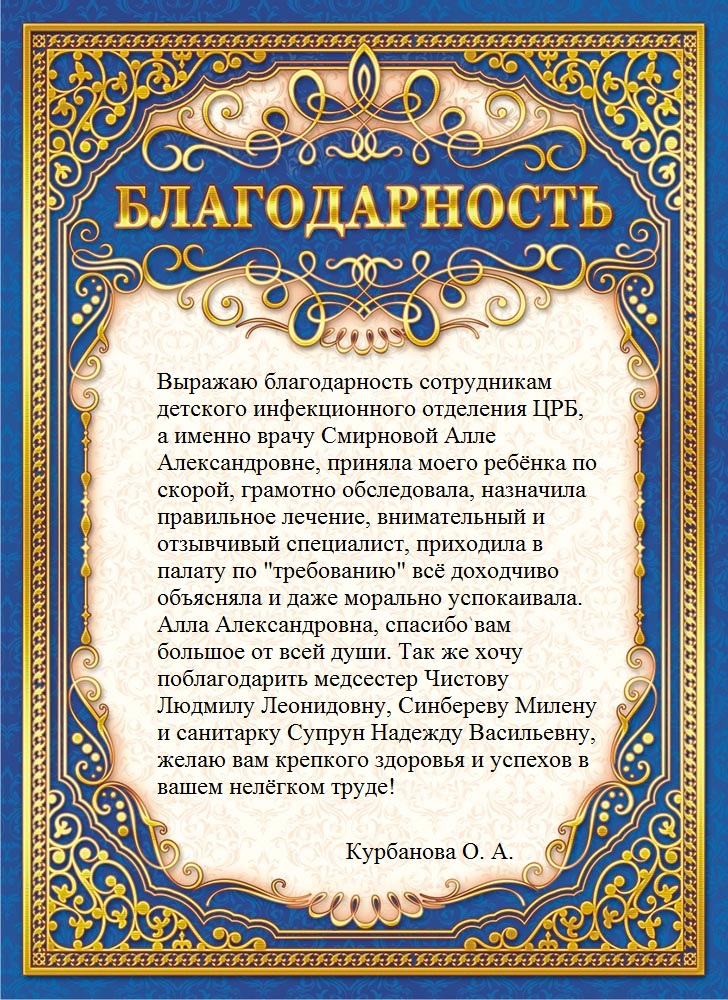 БЛАГОДАРНОСТЬ
Выражаю благодарность сотрудникам
детского инфекционного отделения ЦРБ,
а именно врачу Смирновой Алле
Александровне, приняла моего ребёнка по
скорой, грамотно обследовала, назначила
правильное лечение, внимательный и
отзывчивый специалист, приходила в
палату по "требованию" всё доходчиво
объясняла и даже морально успокаивала.
Алла Александровна, спасибо вам
большое от всей души. Так же хочу
поблагодарить медсестер Чистову
Людмилу Леонидовну, Синбереву Милену
и санитарку Супрун Надежду Васильевну,
желаю вам крепкого здоровья и успехов в
вашем нелёгком труде!
Курбанова О. А.